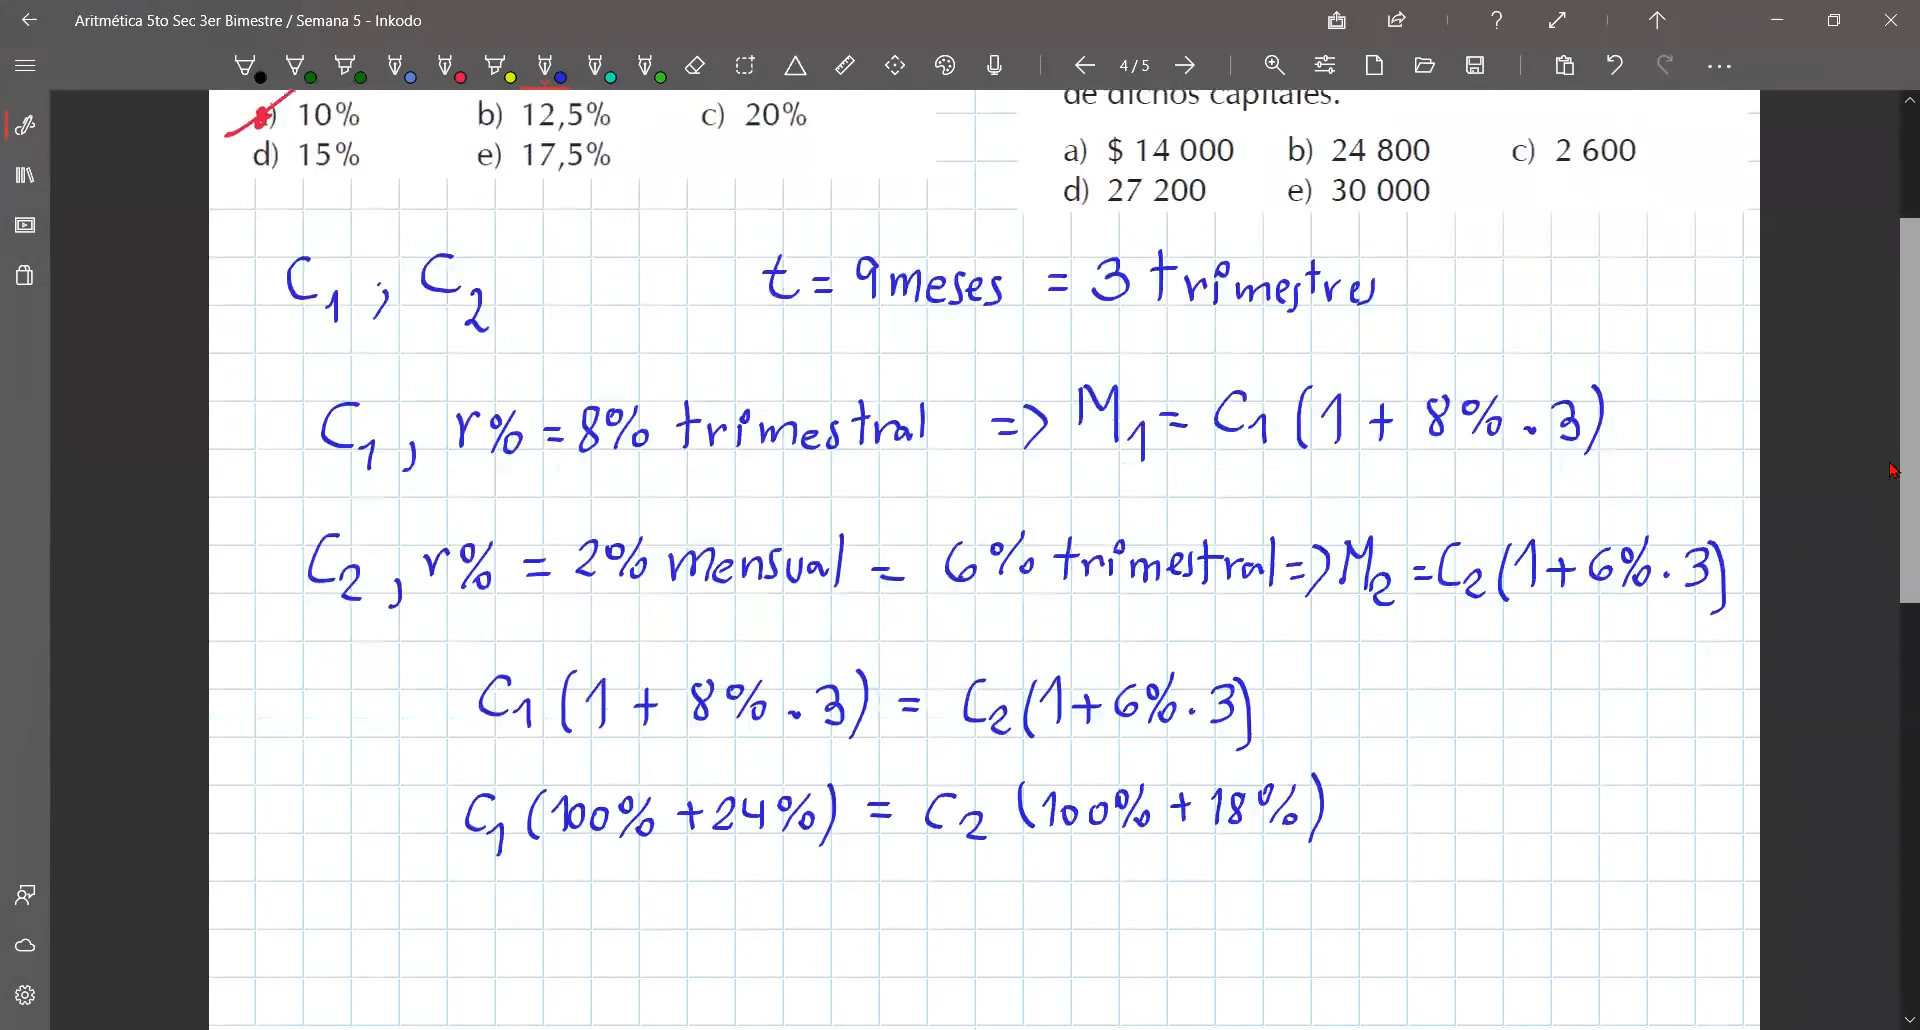 Aritmética 5to Sec 3er Bimestre / Semana 5 - Inkodo
4 / 5
10% b) 12,5% c) 20%
d) 15% e) 17,5%
de dichos capitales.
a) $ 14 000 b) 24 800 c) 2 600
d) 27 200 e) 30 000
C1 ; C2 t = 9 meses = 3 trimestres
C1 , r% = 8% trimestral => M1 = C1 (1 + 8% . 3)
C2 , r% = 2% mensual = 6% trimestral => M2 = C2 (1 + 6% . 3)
C1 (1 + 8% . 3) = C2 (1 + 6% . 3)
C1 (100% + 24%) = C2 (100% + 18%)